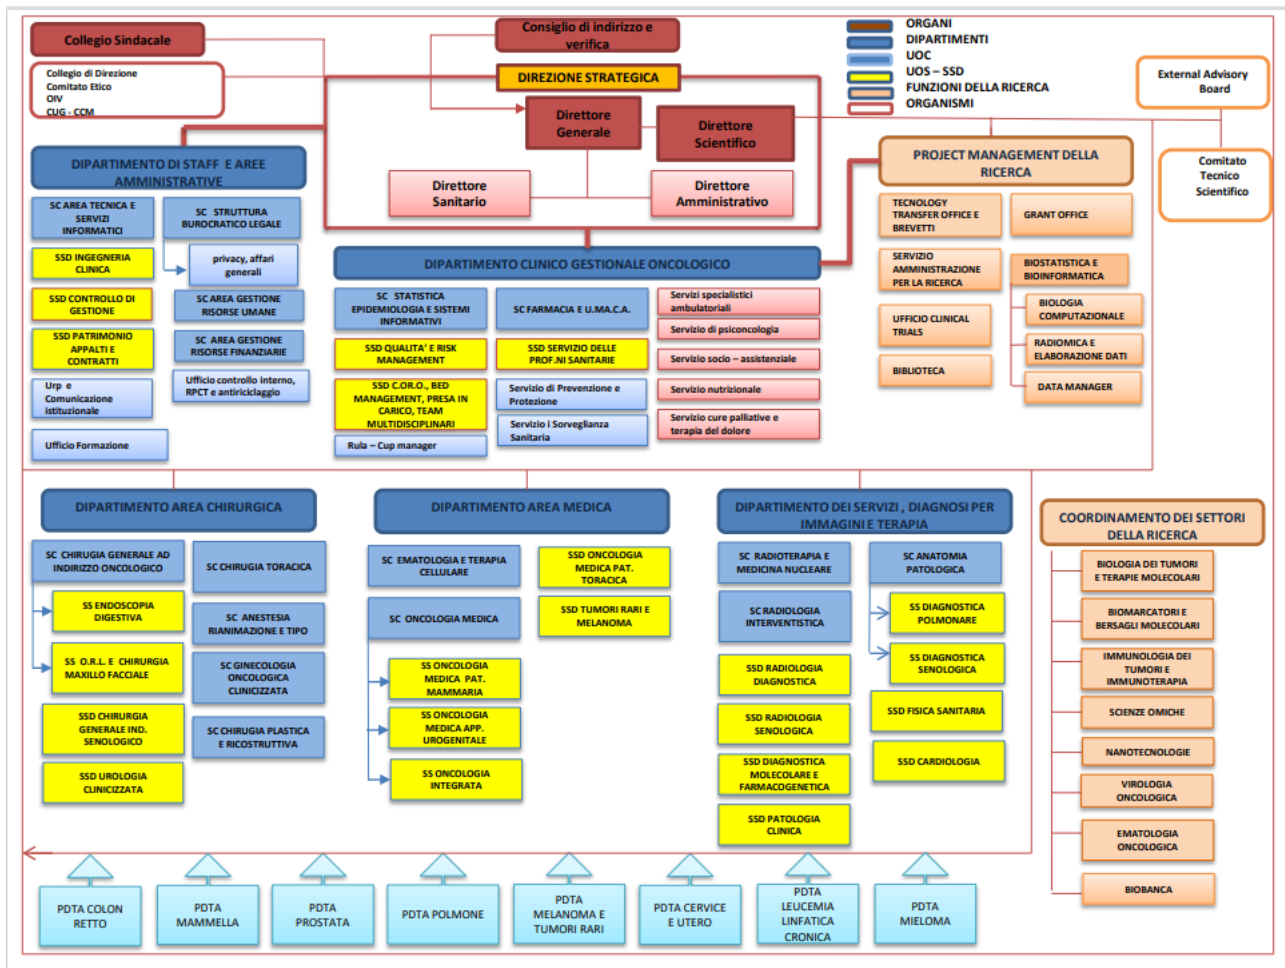 Collegio Sindacale
Consiglio di indirizzo e
verifica
ORGANI
DIPARTIMENTI
UOC
UOS – SSD
FUNZIONI DELLA RICERCA
ORGANISMI
Collegio di Direzione
Comitato Etico
OIV
CUG - CCM
DIREZIONE STRATEGICA
External Advisory
Board
Direttore
Generale
Direttore
Scientifico
Direttore
Sanitario
Direttore
Amministrativo
Comitato
Tecnico
Scientifico
DIPARTIMENTO DI STAFF E AREE
AMMINISTRATIVE
SC AREA TECNICA E
SERVIZI
INFORMATICI
SC STRUTTURA
BUROCRATICO LEGALE
SSD INGEGNERIA
CLINICA
privacy, affari
generali
SSD CONTROLLO DI
GESTIONE
SC AREA GESTIONE
RISORSE UMANE
SSD PATRIMONIO
APPALTI E
CONTRATTI
SC AREA GESTIONE
RISORSE FINANZIARIE
Urp e
Comunicazione
istituzionale
Ufficio controllo interno,
RPCT e antiriciclaggio
Ufficio Formazione
DIPARTIMENTO CLINICO GESTIONALE ONCOLOGICO
SC STATISTICA
EPIDEMIOLOGIA E SISTEMI
INFORMATIVI
SC FARMACIA E U.MA.C.A.
Servizi specialistici
ambulatoriali
Servizio di psiconcologia
SSD QUALITA' E RISK
MANAGEMENT
SSD SERVIZIO DELLE
PROF.NI SANITARIE
Servizio socio – assistenziale
SSD C.OR.O., BED
MANAGEMENT, PRESA IN
CARICO, TEAM
MULTIDISCIPLINARI
Servizio di Prevenzione e
Protezione
Servizio nutrizionale
Servizio i Sorveglianza
Sanitaria
Servizio cure palliative e
terapia del dolore
Rula – Cup manager
PROJECT MANAGEMENT DELLA
RICERCA
TECNOLOGY
TRANSFER OFFICE E
BREVETTI
GRANT OFFICE
SERVIZIO
AMMINISTRAZIONE
PER LA RICERCA
BIOSTATISTICA E
BIOINFORMATICA
BIOLOGIA
COMPUTAZIONALE
UFFICIO CLINICAL
TRIALS
RADIOMICA E
ELABORAZIONE DATI
BIBLIOTECA
DATA MANAGER
DIPARTIMENTO AREA CHIRURGICA
SC CHIRUGIA GENERALE AD
INDIRIZZO ONCOLOGICO
SC CHIRUGIA TORACICA
SS ENDOSCOPIA
DIGESTIVA
SC ANESTESIA
RIANIMAZIONE E TIPO
SS O.R.L. E CHIRURGIA
MAXILLO FACCIALE
SC GINECOLOGIA
ONCOLOGICA
CLINICIZZATA
SSD CHIRURGIA
GENERALE IND.
SENOLOGICO
SC CHIRUGIA PLASTICA
E RICOSTRUTTIVA
SSD UROLOGIA
CLINICIZZATA
DIPARTIMENTO AREA MEDICA
SC EMATOLOGIA E TERAPIA
CELLULARE
SSD ONCOLOGIA
MEDICA PAT.
TORACICA
SC ONCOLOGIA MEDICA
SSD TUMORI RARI E
MELANOMA
SS ONCOLOGIA
MEDICA PAT.
MAMMARIA
SS ONCOLOGIA
MEDICA APP.
UROGENITALE
SS ONCOLOGIA
INTEGRATA
DIPARTIMENTO DEI SERVIZI , DIAGNOSI PER
IMMAGINI E TERAPIA
SC RADIOTERAPIA E
MEDICINA NUCLEARE
SC ANATOMIA
PATOLOGICA
SC RADIOLOGIA
INTERVENTISTICA
SS DIAGNOSTICA
POLMONARE
SS DIAGNOSTICA
SENOLOGICA
SSD RADIOLOGIA
DIAGNOSTICA
SSD RADIOLOGIA
SENOLOGICA
SSD FISICA SANITARIA
SSD DIAGNOSTICA
MOLECOLARE E
FARMACOGENETICA
SSD CARDIOLOGIA
SSD PATOLOGIA
CLINICA
COORDINAMENTO DEI SETTORI
DELLA RICERCA
BIOLOGIA DEI TUMORI
E TERAPIE MOLECOLARI
BIOMARCATORI E
BERSAGLI MOLECOLARI
IMMUNOLOGIA DEI
TUMORI E
IMMUNOTERAPIA
SCIENZE OMICHE
NANOTECNOLOGIE
VIROLOGIA
ONCOLOGICA
EMATOLOGIA
ONCOLOGICA
BIOBANCA
PDTA COLON
RETTO
PDTA
MAMMELLA
PDTA
PROSTATA
PDTA POLMONE
PDTA
MELANOMA E
TUMORI RARI
PDTA CERVICE
E UTERO
PDTA
LEUCEMIA
LINFATICA
CRONICA
PDTA
MIELOMA